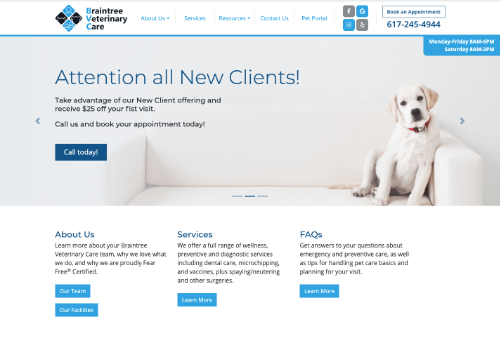 Braintree
Veterinary
Care
About Us
Services
Resources
Contact Us
Pet Portal
Book an Appointment
617-245-4944
Monday-Friday 8AM-6PM
Saturday 8AM-2PM
Attention all New Clients!
Take advantage of our New Client offering and
receive $25 off your fist visit.
Call us and book your appointment today!
Call today!
About Us
Learn more about your Braintree
Veterinary Care team, why we love what
we do, and why we are proudly Fear
Free® Certified.
Our Team
Our Facilities
Services
We offer a full range of wellness,
preventive and diagnostic services
including dental care, microchipping,
and vaccines, plus spaying/neutering
and other surgeries.
Learn More
FAQs
Get answers to your questions about
emergency and preventive care, as well
as tips for handling pet care basics and
planning for your visit.
Learn More